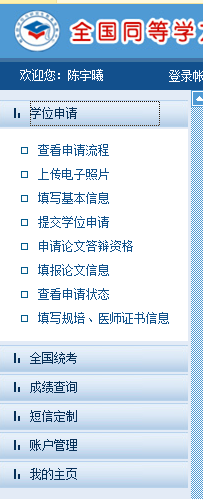 全国同等学
欢迎您：陈宇曦 登录帐
学位申请
查看申请流程
上传电子照片
填写基本信息
提交学位申请
申请论文答辩资格
填报论文信息
查看申请状态
填写规培、医师证书信息
全国统考
成绩查询
短信定制
账户管理
我的主页